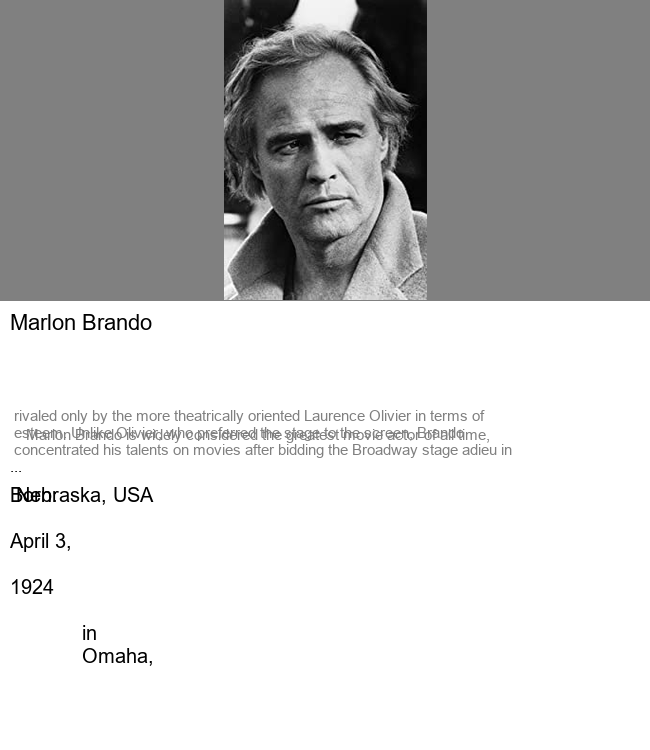 Marlon Brando
rivaled only by the more theatrically oriented Laurence Olivier in terms of
esteem. Unlike Olivier, who preferred the stage to the screen, Brando
Marlon Brando is widely considered the greatest movie actor of all time,
concentrated his talents on movies after bidding the Broadway stage adieu in
...
Born:
Nebraska, USA
April 3,
1924
in
Omaha,